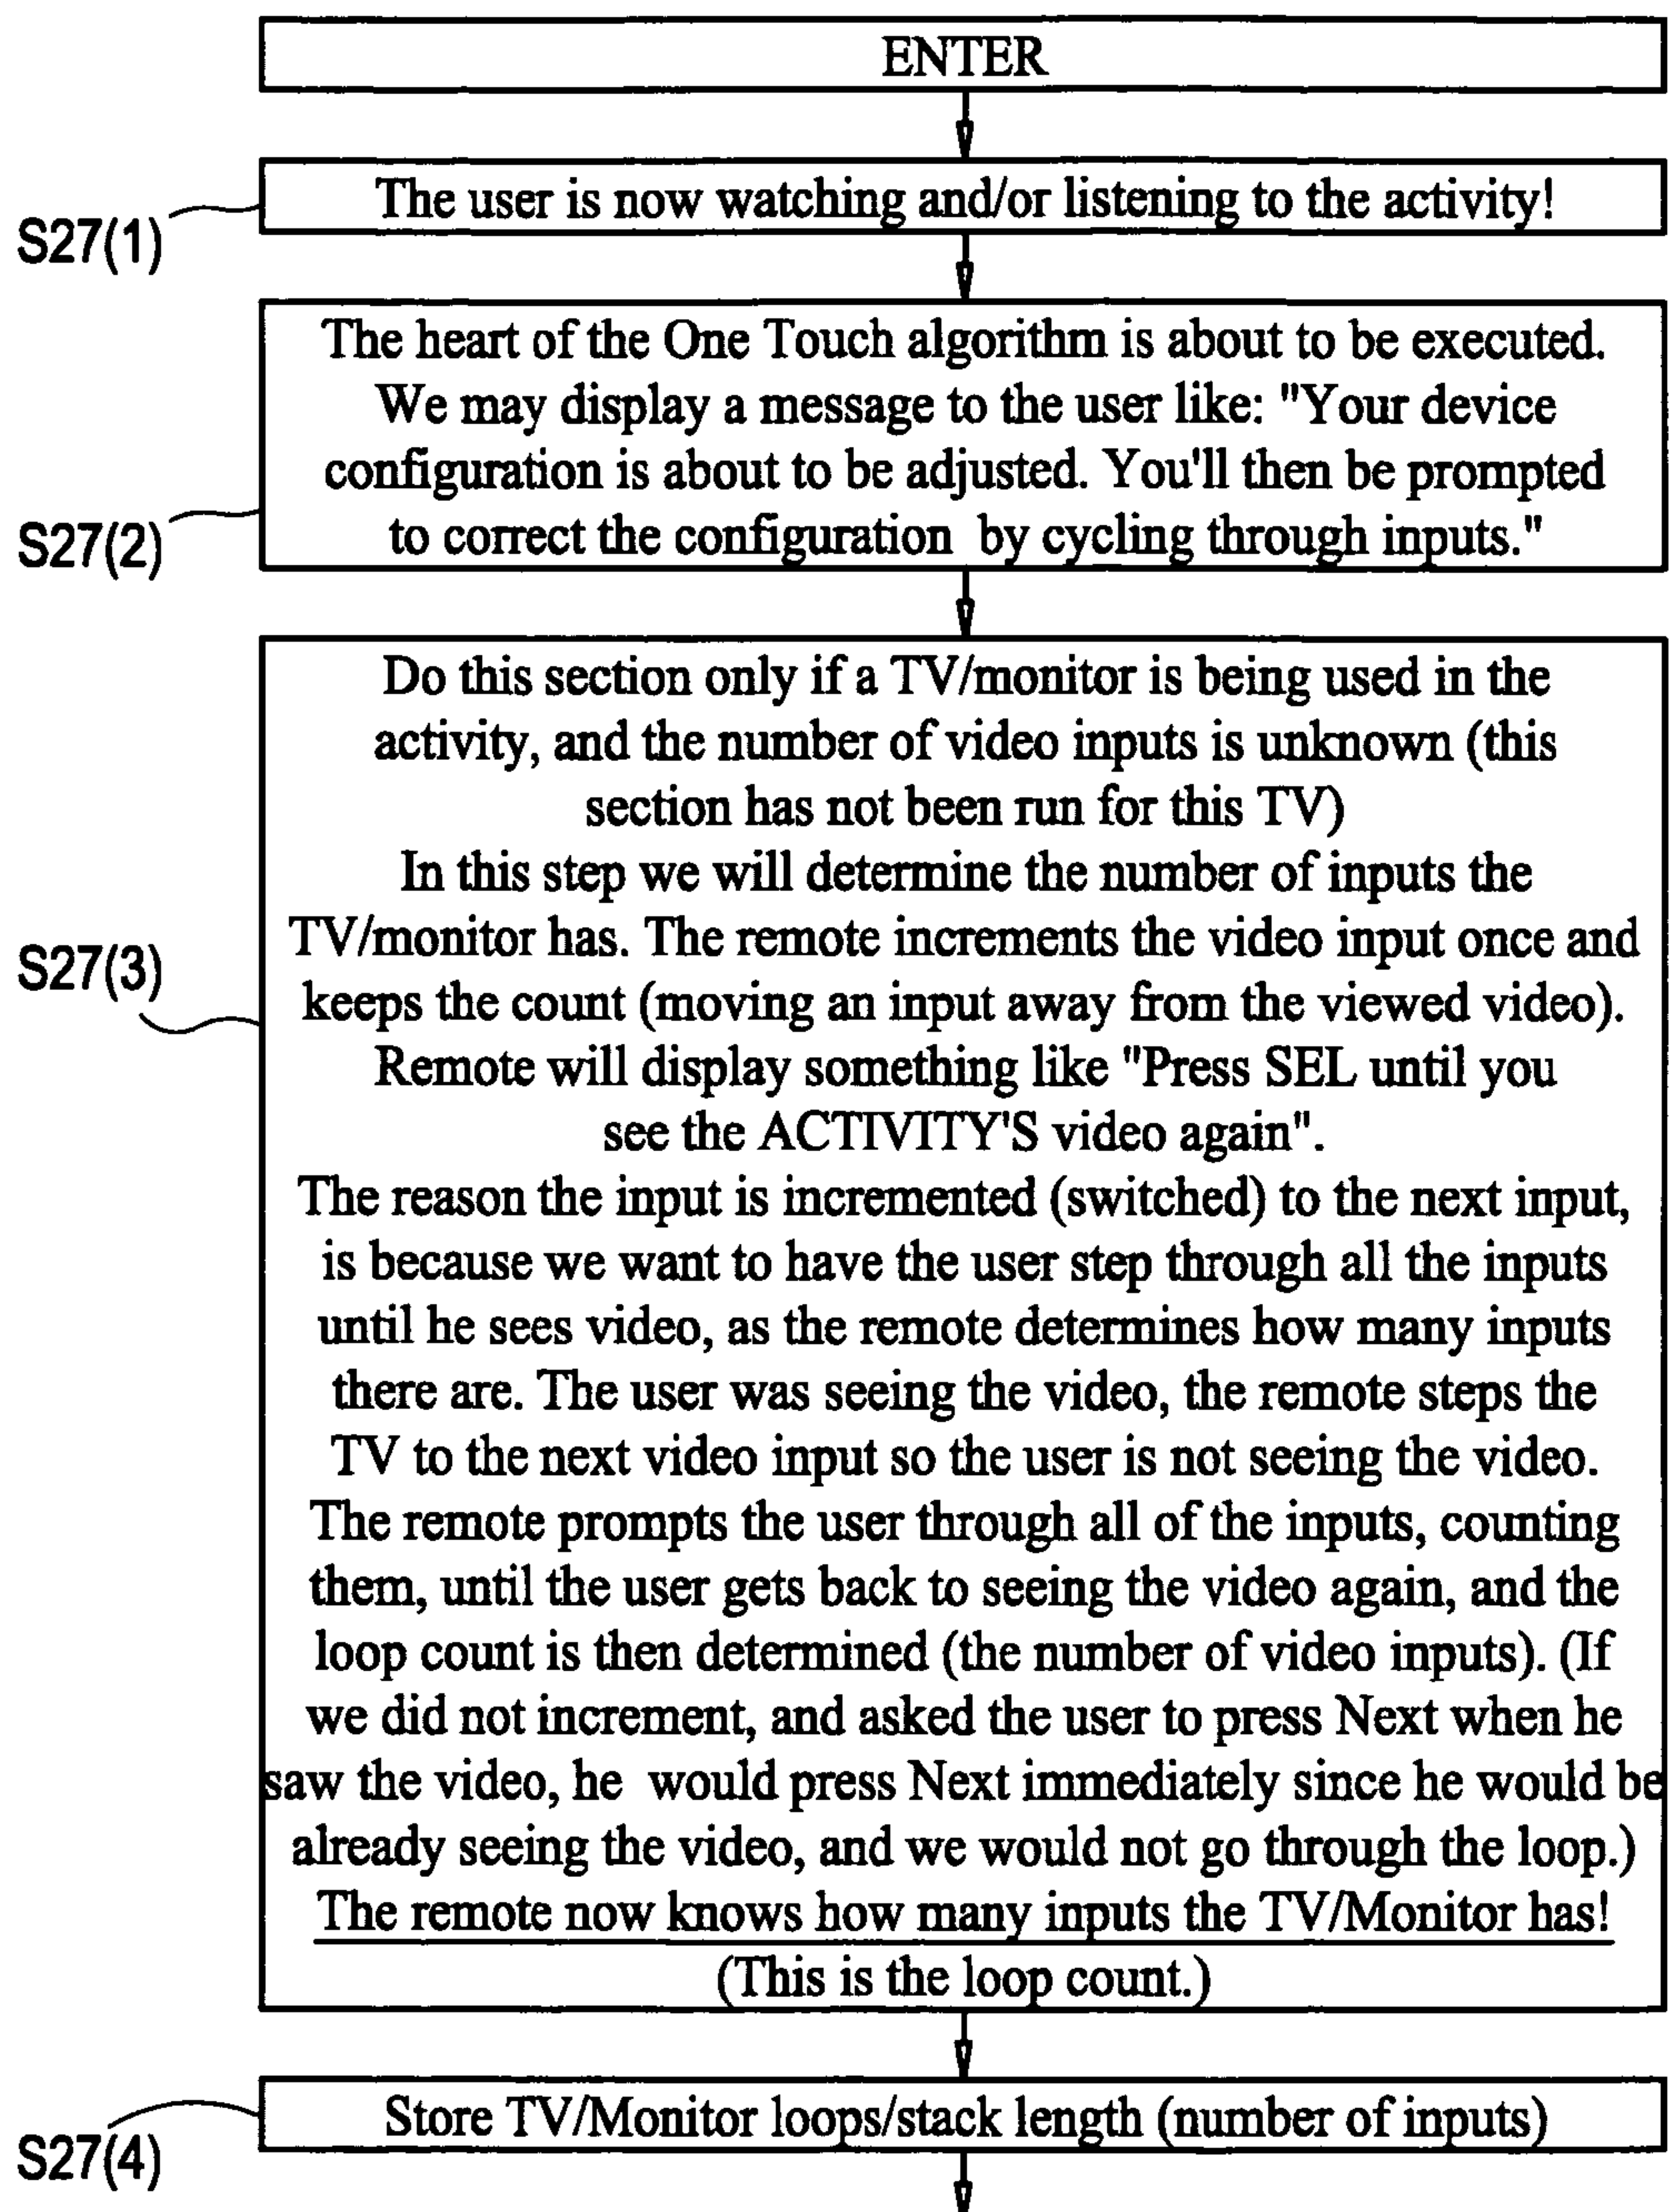 ENTER
S27(1)
The user is now watching and/or listening to the activity!
S27(2)
The heart of the One Touch algorithm is about to be executed.
We may display a message to the user like: "Your device
configuration is about to be adjusted. You'll then be prompted
to correct the configuration by cycling through inputs."
S27(3)
Do this section only if a TV/monitor is being used in the
activity, and the number of video inputs is unknown (this
section has not been run for this TV)
In this step we will determine the number of inputs the
TV/monitor has. The remote increments the video input once and
keeps the count (moving an input away from the viewed video).
Remote will display something like "Press SEL until you
see the ACTIVITY'S video again".
The reason the input is incremented (switched) to the next input,
is because we want to have the user step through all the inputs
until he sees video, as the remote determines how many inputs
there are. The user was seeing the video, the remote steps the
TV to the next video input so the user is not seeing the video.
The remote prompts the user through all of the inputs, counting
them, until the user gets back to seeing the video again, and the
loop count is then determined (the number of video inputs). (If
we did not increment, and asked the user to press Next when he
saw the video, he would press Next immediately since he would be
already seeing the video, and we would not go through the loop.)
The remote now knows how many inputs the TV/Monitor has!
(This is the loop count.)
S27(4)
Store TV/Monitor loops/stack length (number of inputs)